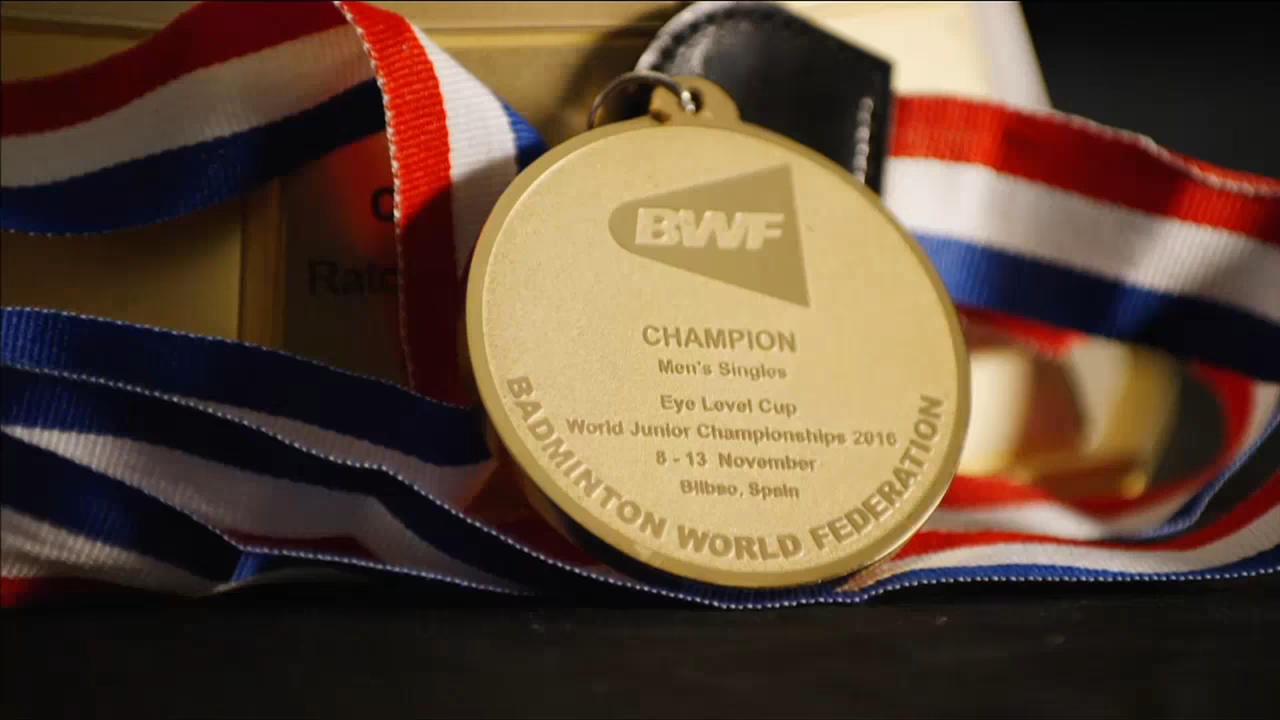 BWF
CHAMPION
Men's Singles
Eye Level Cup
World Junior Championships 2016
8 - 13 November
Bilbao, Spain
BADMINTON WORLD FEDERATION